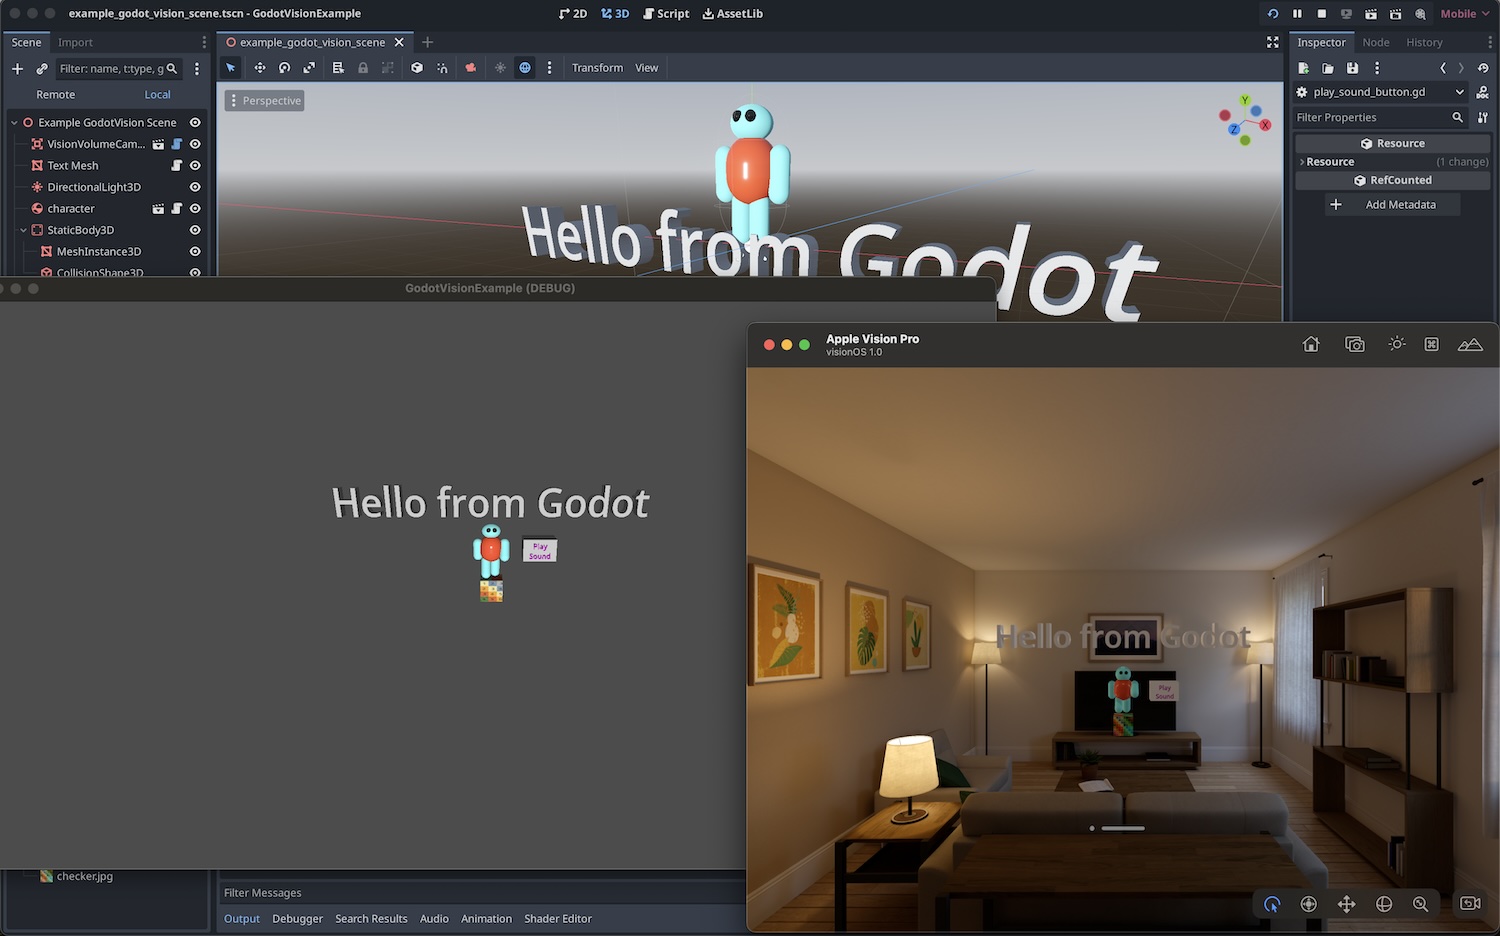 example_godot_vision_scene.tscn - GodotVisionExample
2D 3D Script AssetLib
Mobile
Scene Import
example_godot_vision_scene
Inspector Node History
Filter: name, t:type, g
Transform View
Remote Local
Perspective
play_sound_button.gd
Filter Properties
Example GodotVision Scene
VisionVolumeCam...
Text Mesh
DirectionalLight3D
character
StaticBody3D
MeshInstance3D
CollisionShape3D
Y
X
Z
Hello from Godot
Resource
Resource (1 change)
RefCounted
Add Metadata
GodotVisionExample (DEBUG)
Hello from Godot
Play
Sound
Apple Vision Pro
visionOS 1.0
Hello from Godot
Play
Sound
checker.jpg
Filter Messages
Output Debugger Search Results Audio Animation Shader Editor